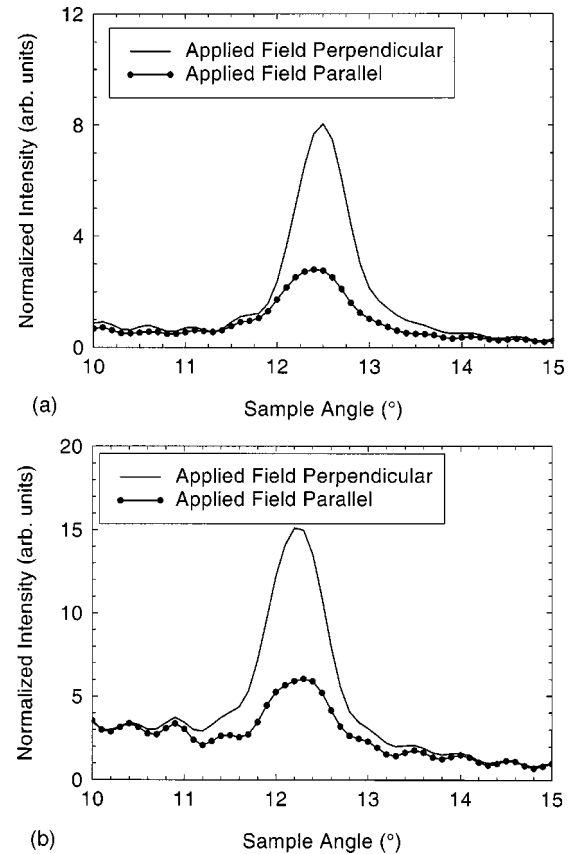 12
Applied Field Perpendicular
Applied Field Parallel
8
4
0
Normalized Intensity (arb. units)
10 11 12 13 14 15
(a)
Sample Angle (°)
20
Applied Field Perpendicular
Applied Field Parallel
15
10
5
0
Normalized Intensity (arb. units)
10 11 12 13 14 15
(b)
Sample Angle (°)